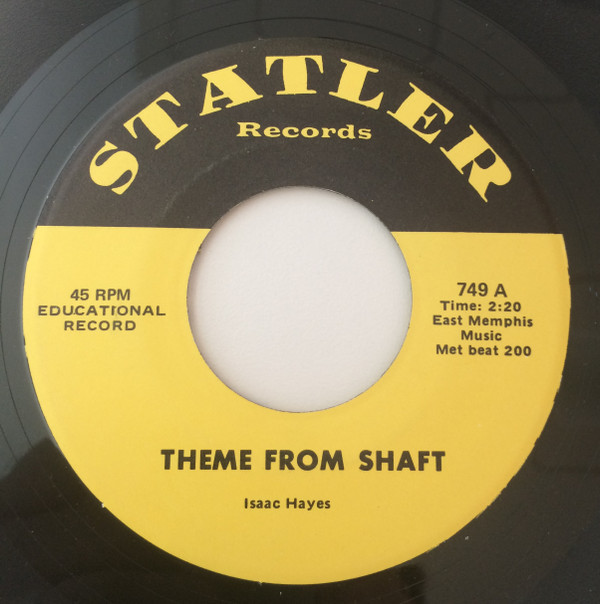 STATLER
Records
45 RPM
EDUCATIONAL
RECORD
749 A
Time: 2:20
East Memphis
Music
Met beat 200
THEME FROM SHAFT
Isaac Hayes